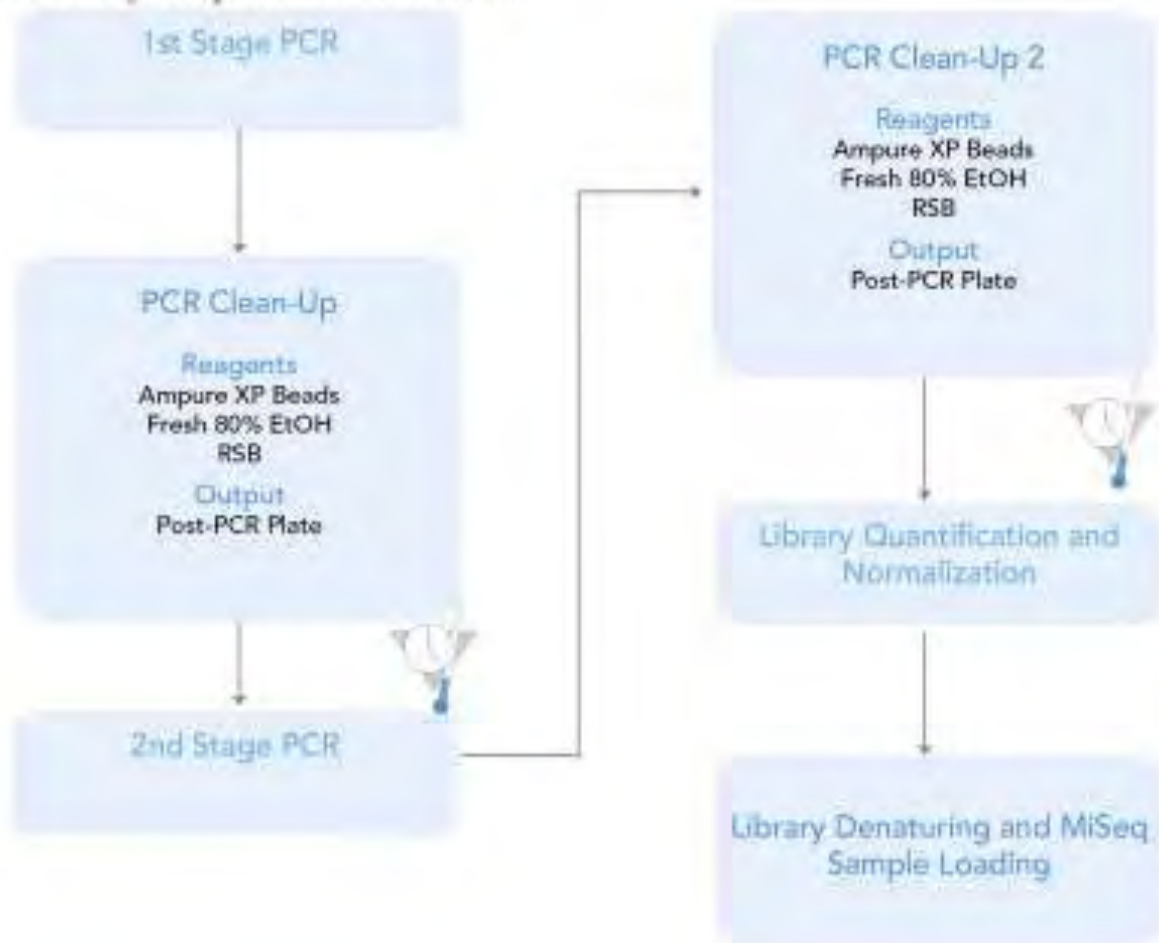 1st Stage PCR
PCR Clean-Up
Reagents
Ampure XP Beads
Fresh 80% EtOH
RSB
Output
Post-PCR Plate
2nd Stage PCR
PCR Clean-Up 2
Reagents
Ampure XP Beads
Fresh 80% EtOH
RSB
Output
Post-PCR Plate
Library Quantification and
Normalization
Library Denaturing and MiSeq
Sample Loading